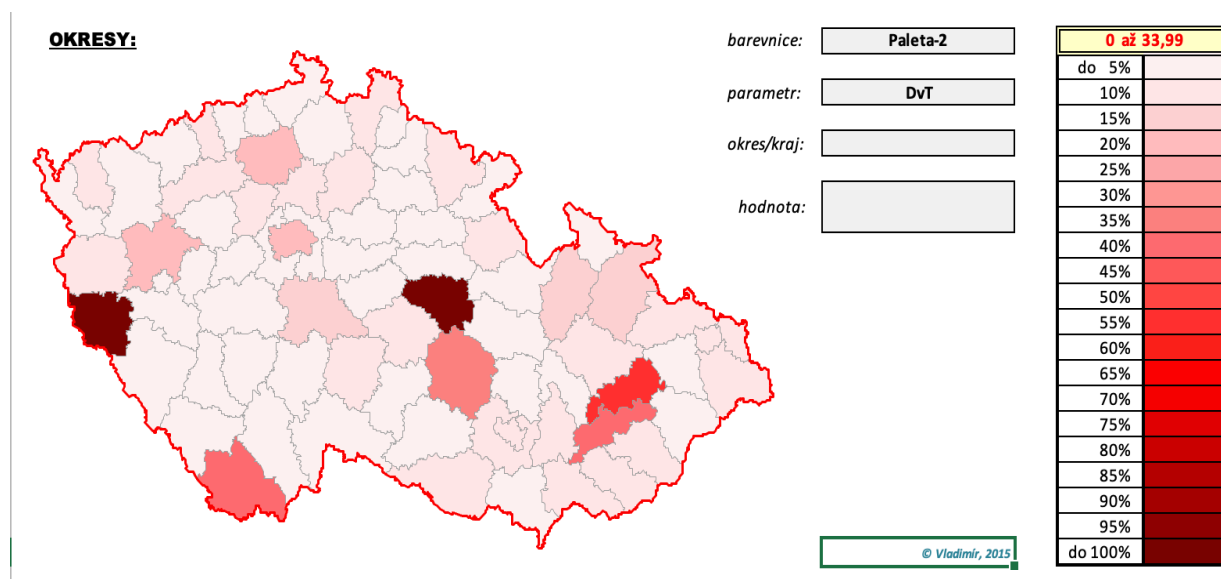 OKRESY:
barevnice: Paleta-2
parametr: DvT
okres/kraj:
hodnota:
0 až 33,99
do 5%
10%
15%
20%
25%
30%
35%
40%
45%
50%
55%
60%
65%
70%
75%
80%
85%
90%
95%
do 100%
© Vladimír, 2015